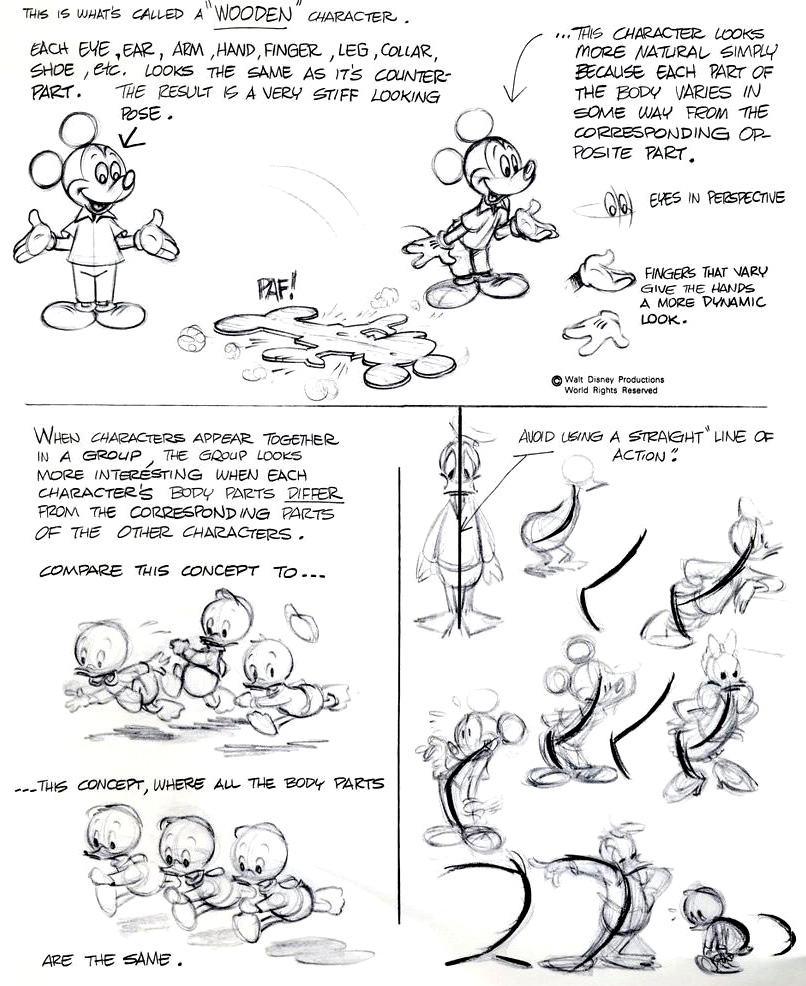 THIS IS WHAT'S CALLED A "WOODEN" CHARACTER.
EACH EYE, EAR, ARM, HAND, FINGER, LEG, COLLAR,
SHOE, etc. LOOKS THE SAME AS IT'S COUNTER-
PART. THE RESULT IS A VERY STIFF LOOKING
POSE.
...THIS CHARACTER LOOKS
MORE NATURAL SIMPLY
BECAUSE EACH PART OF
THE BODY VARIES IN
SOME WAY FROM THE
CORRESPONDING OP-
POSITE PART.
EYES IN PERSPECTIVE
FINGERS THAT VARY
GIVE THE HANDS
A MORE DYNAMIC
LOOK.
PAF!
© Walt Disney Productions
World Rights Reserved
WHEN CHARACTERS APPEAR TOGETHER
IN A GROUP, THE GROUP LOOKS
MORE INTERESTING WHEN EACH
CHARACTER'S BODY PARTS DIFFER
FROM THE CORRESPONDING PARTS
OF THE OTHER CHARACTERS.
COMPARE THIS CONCEPT TO...
...THIS CONCEPT, WHERE ALL THE BODY PARTS
ARE THE SAME.
AVOID USING A STRAIGHT "LINE OF
ACTION".